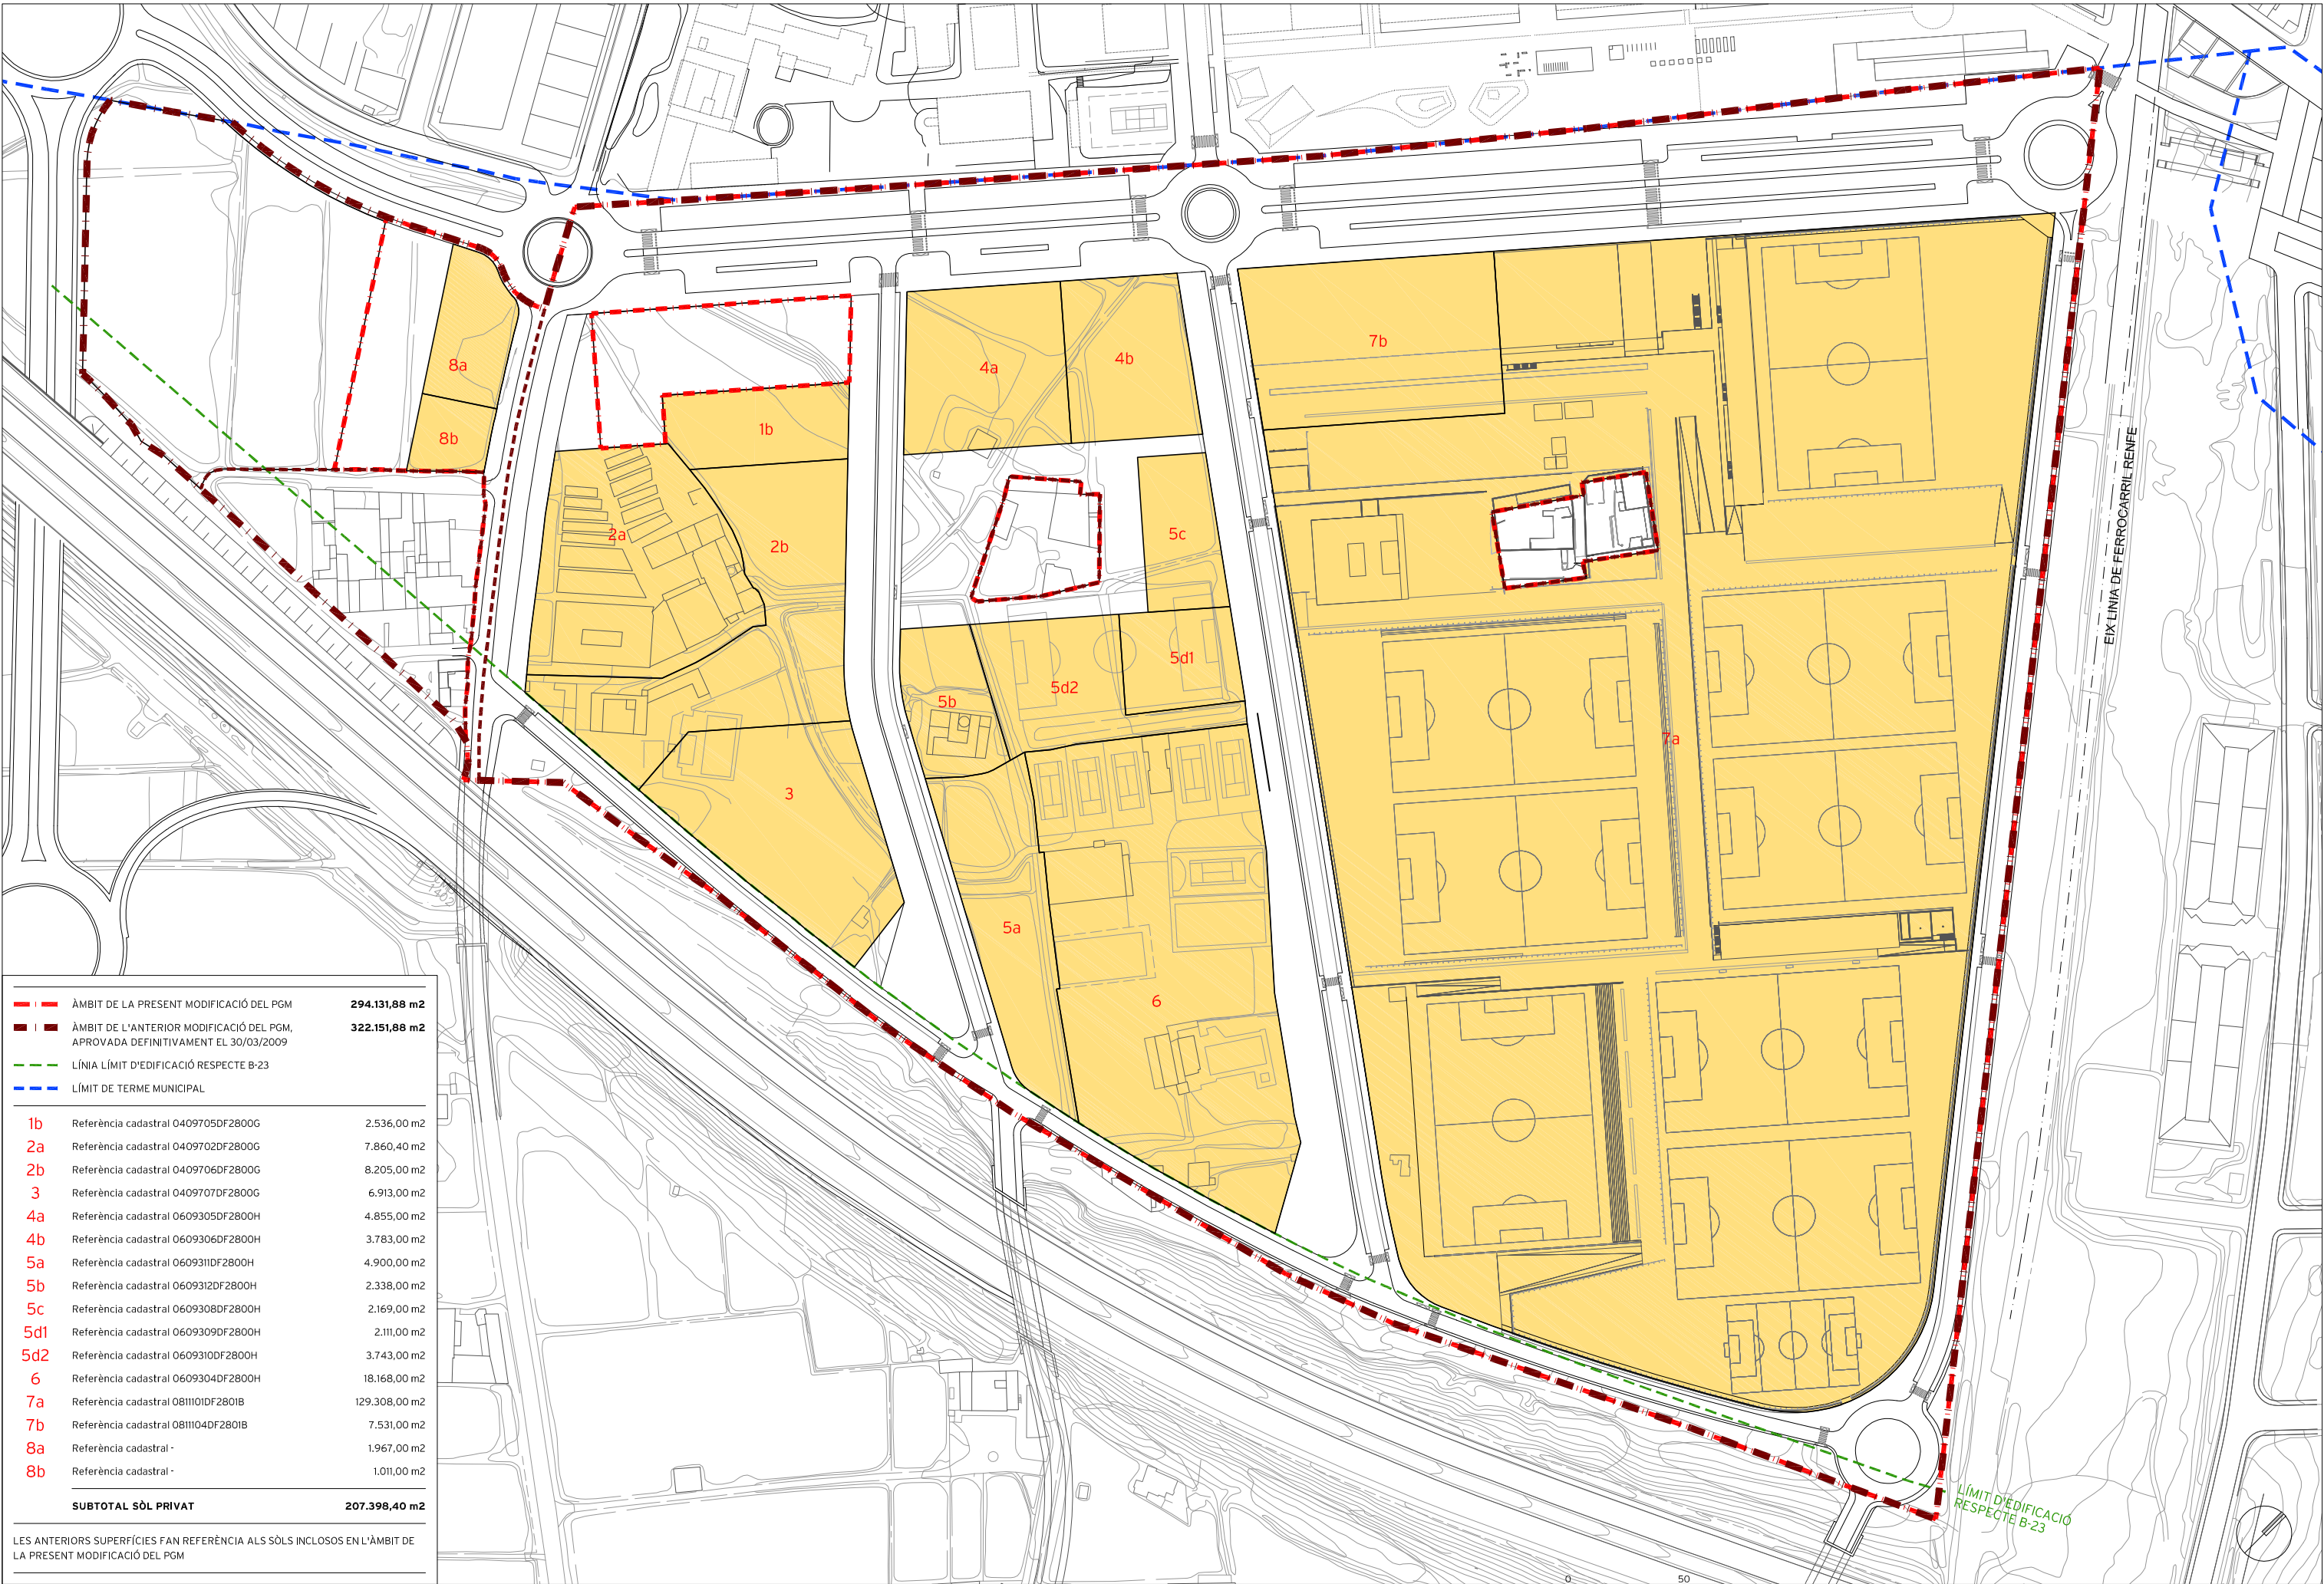 8a
8b
1b
2a
2b
3
4a
4b
5c
5d1
5d2
5b
5a
6
7b
7a
EIX LINIA DE FERROCARRIL RENFE
LÍMIT D'EDIFICACIÓ
RESPECTE B-23
0 50
ÀMBIT DE LA PRESENT MODIFICACIÓ DEL PGM 294.131,88 m2
ÀMBIT DE L'ANTERIOR MODIFICACIÓ DEL PGM, 322.151,88 m2
APROVADA DEFINITIVAMENT EL 30/03/2009
LÍNIA LÍMIT D'EDIFICACIÓ RESPECTE B-23
LÍMIT DE TERME MUNICIPAL
1b Referència cadastral 0409705DF2800G 2.536,00 m2
2a Referència cadastral 0409702DF2800G 7.860,40 m2
2b Referència cadastral 0409706DF2800G 8.205,00 m2
3 Referència cadastral 0409707DF2800G 6.913,00 m2
4a Referència cadastral 0609305DF2800H 4.855,00 m2
4b Referència cadastral 0609306DF2800H 3.783,00 m2
5a Referència cadastral 0609311DF2800H 4.900,00 m2
5b Referència cadastral 0609312DF2800H 2.338,00 m2
5c Referència cadastral 0609308DF2800H 2.169,00 m2
5d1 Referència cadastral 0609309DF2800H 2.111,00 m2
5d2 Referència cadastral 0609310DF2800H 3.743,00 m2
6 Referència cadastral 0609304DF2800H 18.168,00 m2
7a Referència cadastral 0811101DF2801B 129.308,00 m2
7b Referència cadastral 0811104DF2801B 7.531,00 m2
8a Referència cadastral - 1.967,00 m2
8b Referència cadastral - 1.011,00 m2
SUBTOTAL SÒL PRIVAT 207.398,40 m2
LES ANTERIORS SUPERFÍCIES FAN REFERÈNCIA ALS SÒLS INCLOSOS EN L'ÀMBIT DE
LA PRESENT MODIFICACIÓ DEL PGM